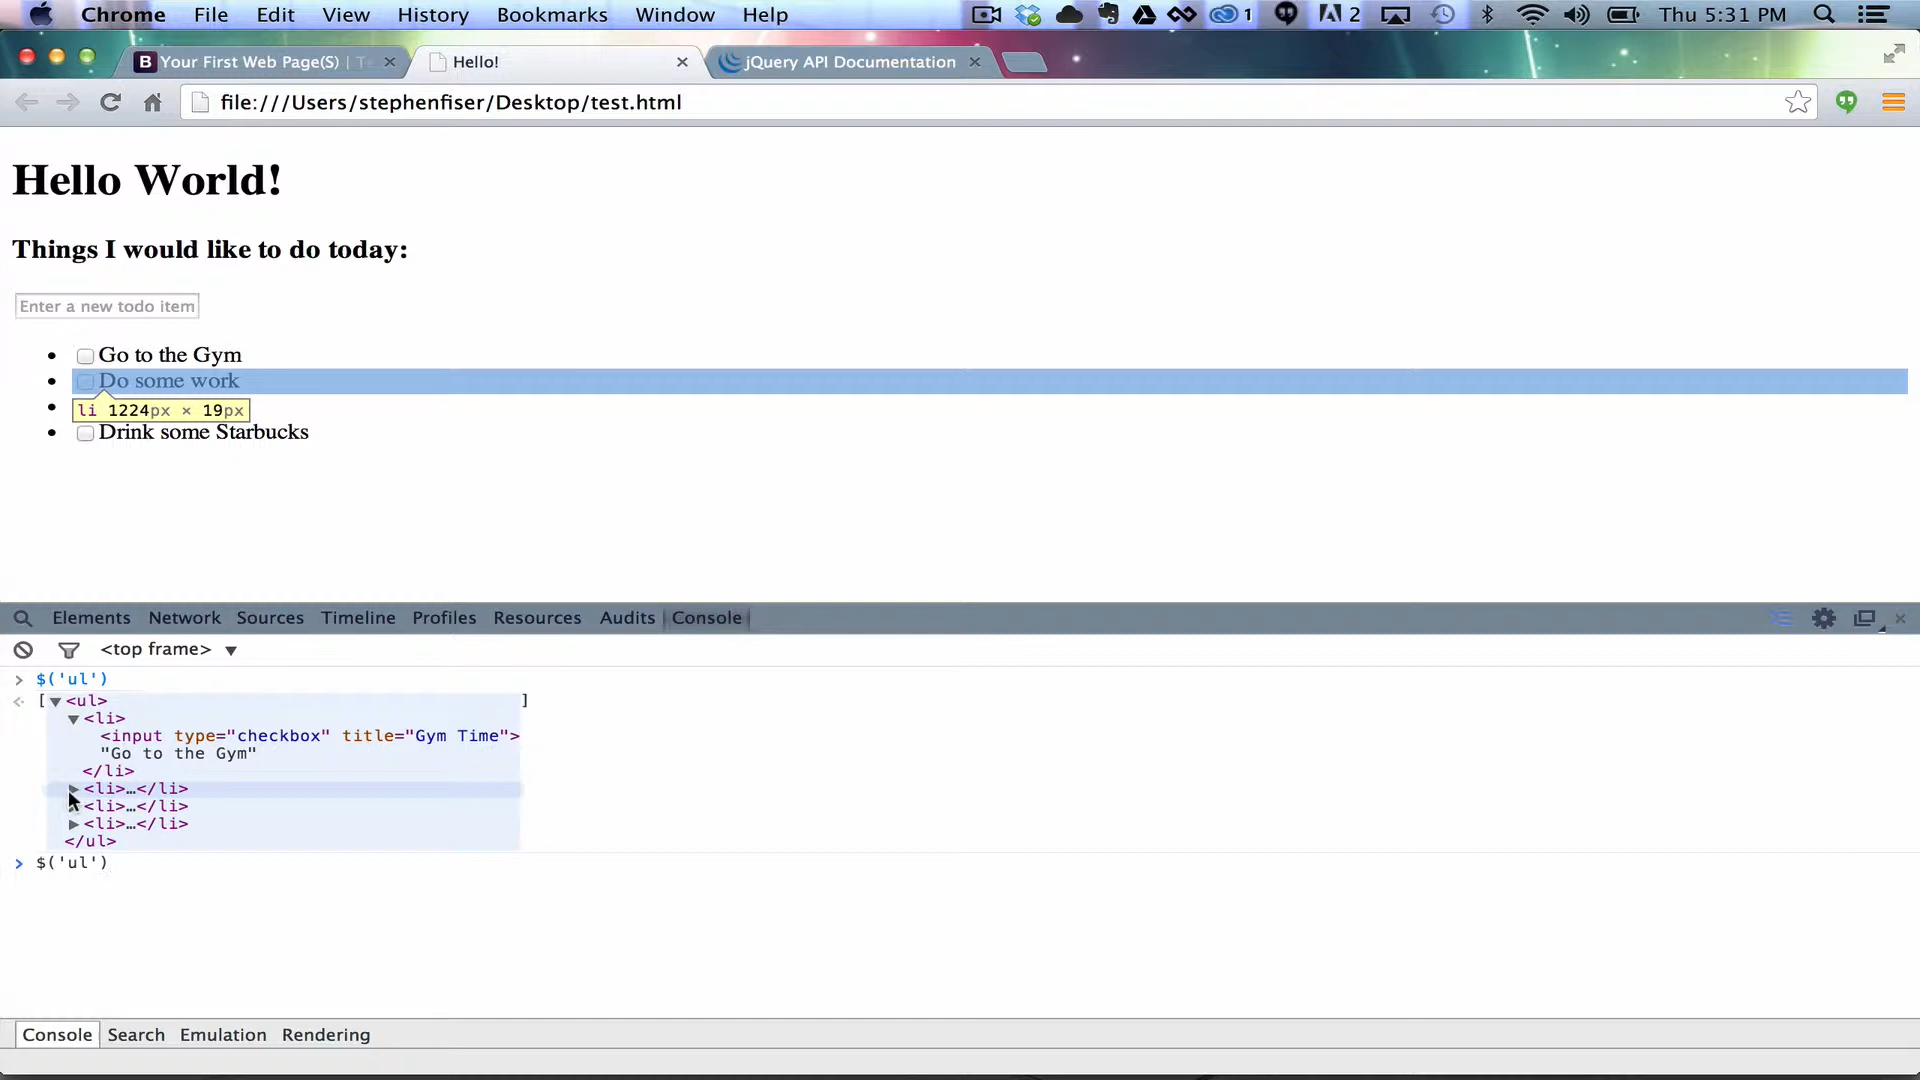 Chrome File Edit View History Bookmarks Window Help 1 2 Thu 5:31 PM
Your First Web Page(S) | T Hello! jQuery API Documentation
file:///Users/stephenfiser/Desktop/test.html
Hello World!
Things I would like to do today:
Enter a new todo item
Go to the Gym
Do some work
li 1224px × 19px
Drink some Starbucks
Elements Network Sources Timeline Profiles Resources Audits Console
<top frame>
> $('ul')
[▼<ul> ]
▼<li>
<input type="checkbox" title="Gym Time">
"Go to the Gym"
</li>
▶<li>…</li>
<li>…</li>
▶<li>…</li>
</ul>
> $('ul')
Console Search Emulation Rendering